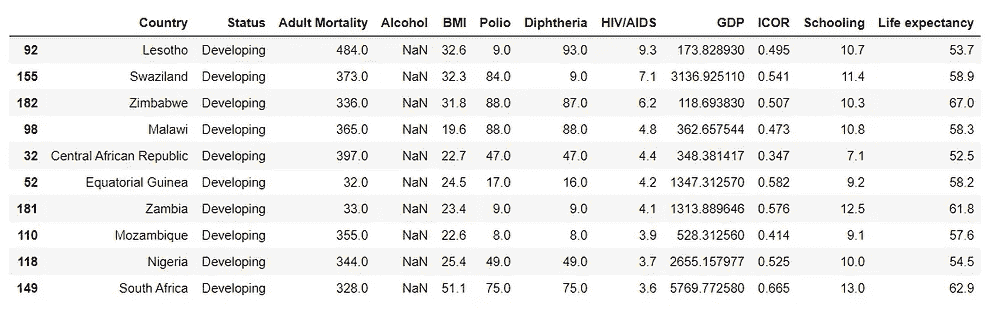 Country Status Adult Mortality Alcohol BMI Polio Diphtheria HIV/AIDS GDP ICOR Schooling Life expectancy
92 Lesotho Developing 484.0 NaN 32.6 9.0 93.0 9.3 173.828930 0.495 10.7 53.7
155 Swaziland Developing 373.0 NaN 32.3 84.0 9.0 7.1 3136.925110 0.541 11.4 58.9
182 Zimbabwe Developing 336.0 NaN 31.8 88.0 87.0 6.2 118.693830 0.507 10.3 67.0
98 Malawi Developing 365.0 NaN 19.6 88.0 88.0 4.8 362.657544 0.473 10.8 58.3
32 Central African Republic Developing 397.0 NaN 22.7 47.0 47.0 4.4 348.381417 0.347 7.1 52.5
52 Equatorial Guinea Developing 32.0 NaN 24.5 17.0 16.0 4.2 1347.312570 0.582 9.2 58.2
181 Zambia Developing 33.0 NaN 23.4 9.0 9.0 4.1 1313.889646 0.576 12.5 61.8
110 Mozambique Developing 355.0 NaN 22.6 8.0 8.0 3.9 528.312560 0.414 9.1 57.6
118 Nigeria Developing 344.0 NaN 25.4 49.0 49.0 3.7 2655.157977 0.525 10.0 54.5
149 South Africa Developing 328.0 NaN 51.1 75.0 75.0 3.6 5769.772580 0.665 13.0 62.9